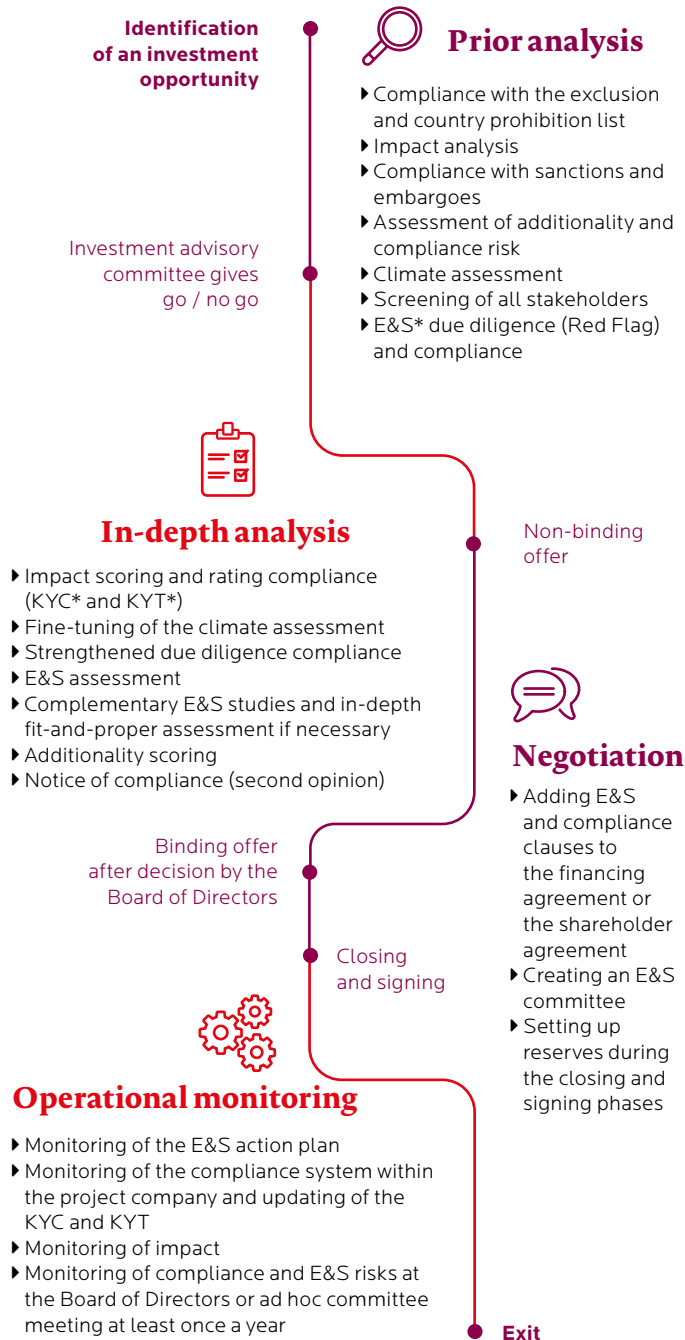 Identification
of an investment
opportunity
Prior analysis
▶ Compliance with the exclusion
and country prohibition list
▶ Impact analysis
▶ Compliance with sanctions and
embargoes
▶ Assessment of additionality and
compliance risk
▶ Climate assessment
▶ Screening of all stakeholders
▶ E&S* due diligence (Red Flag)
and compliance
Investment advisory
committee gives
go / no go
In-depth analysis
▶ Impact scoring and rating compliance
(KYC* and KYT*)
▶ Fine-tuning of the climate assessment
▶ Strengthened due diligence compliance
▶ E&S assessment
▶ Complementary E&S studies and in-depth
fit-and-proper assessment if necessary
▶ Additionality scoring
▶ Notice of compliance (second opinion)
Non-binding
offer
Negotiation
▶ Adding E&S
and compliance
clauses to
the financing
agreement or
the shareholder
agreement
▶ Creating an E&S
committee
▶ Setting up
reserves during
the closing and
signing phases
Binding offer
after decision by the
Board of Directors
Closing
and signing
Operational monitoring
▶ Monitoring of the E&S action plan
▶ Monitoring of the compliance system within
the project company and updating of the
KYC and KYT
▶ Monitoring of impact
▶ Monitoring of compliance and E&S risks at
the Board of Directors or ad hoc committee
meeting at least once a year
Exit